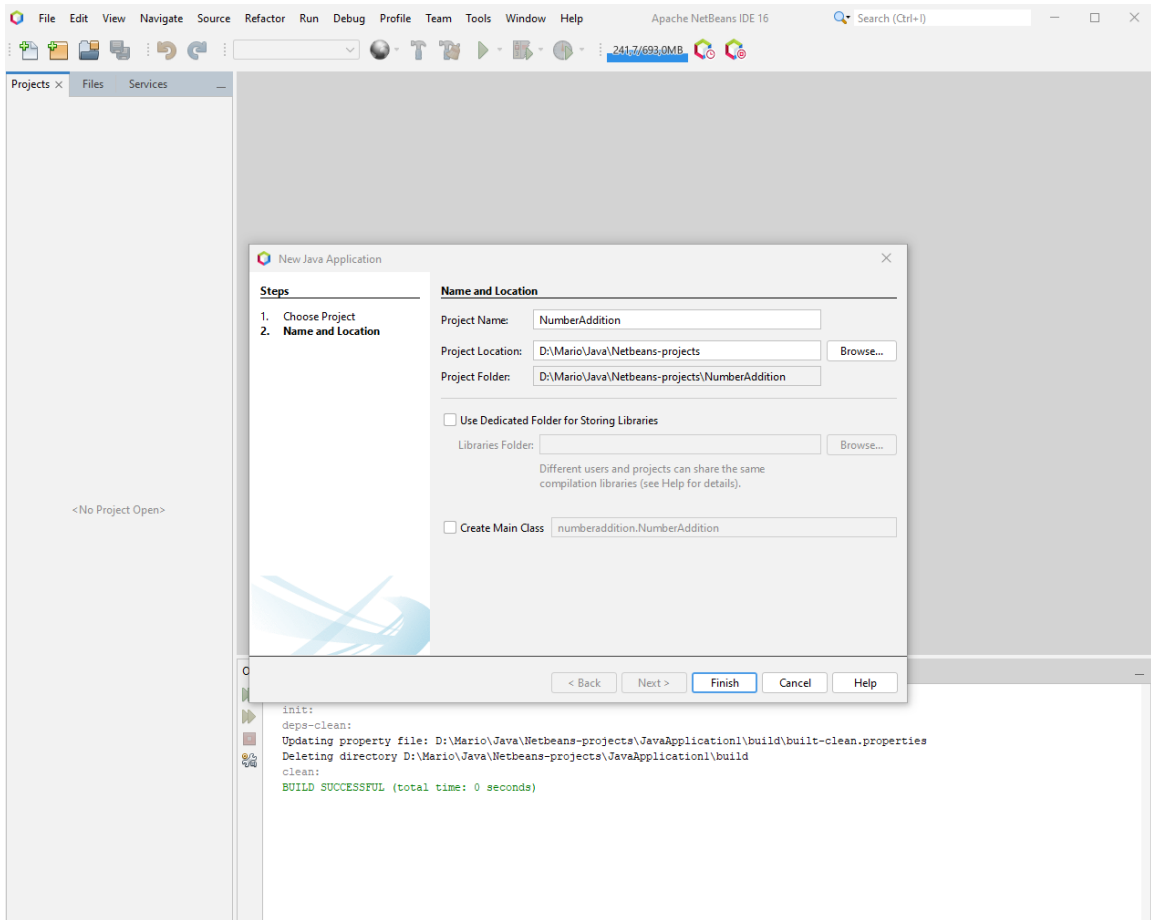 File Edit View Navigate Source Refactor Run Debug Profile Team Tools Window Help Apache NetBeans IDE 16 Search (Ctrl+I)
241,7/693,0MB
Projects Files Services
<No Project Open>
New Java Application
Steps
1. Choose Project
2. Name and Location
Name and Location
Project Name: NumberAddition
Project Location: D:\Mario\Java\Netbeans-projects Browse...
Project Folder: D:\Mario\Java\Netbeans-projects\NumberAddition
Use Dedicated Folder for Storing Libraries
Libraries Folder: Browse...
Different users and projects can share the same
compilation libraries (see Help for details).
Create Main Class numberaddition.NumberAddition
< Back Next > Finish Cancel Help
init:
deps-clean:
Updating property file: D:\Mario\Java\Netbeans-projects\JavaApplication1\build\built-clean.properties
Deleting directory D:\Mario\Java\Netbeans-projects\JavaApplication1\build
clean:
BUILD SUCCESSFUL (total time: 0 seconds)